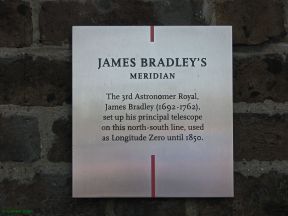 JAMES BRADLEY'S
MERIDIAN
The 3rd Astronomer Royal,
James Bradley (1692-1762),
set up his principal telescope
on this north-south line, used
as Longitude Zero until 1850.